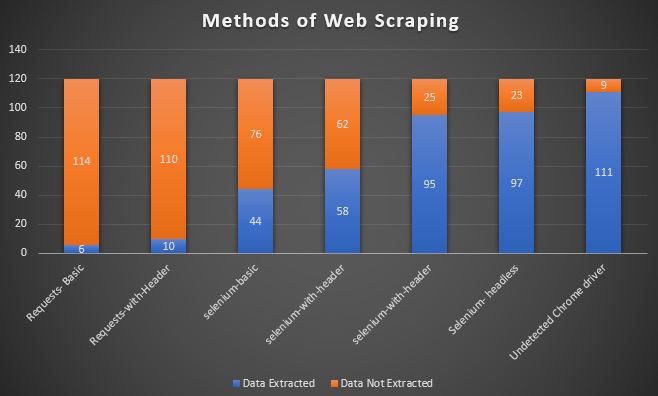 Methods of Web Scraping
140
120
100
80
60
40
20
0
114
110
76
62
25
23
9
6
10
44
58
95
97
111
Requests- Basic
Requests-with-Header
selenium-basic
selenium-with-header
selenium-with-header
Selenium- headless
Undetected Chrome driver
Data Extracted
Data Not Extracted